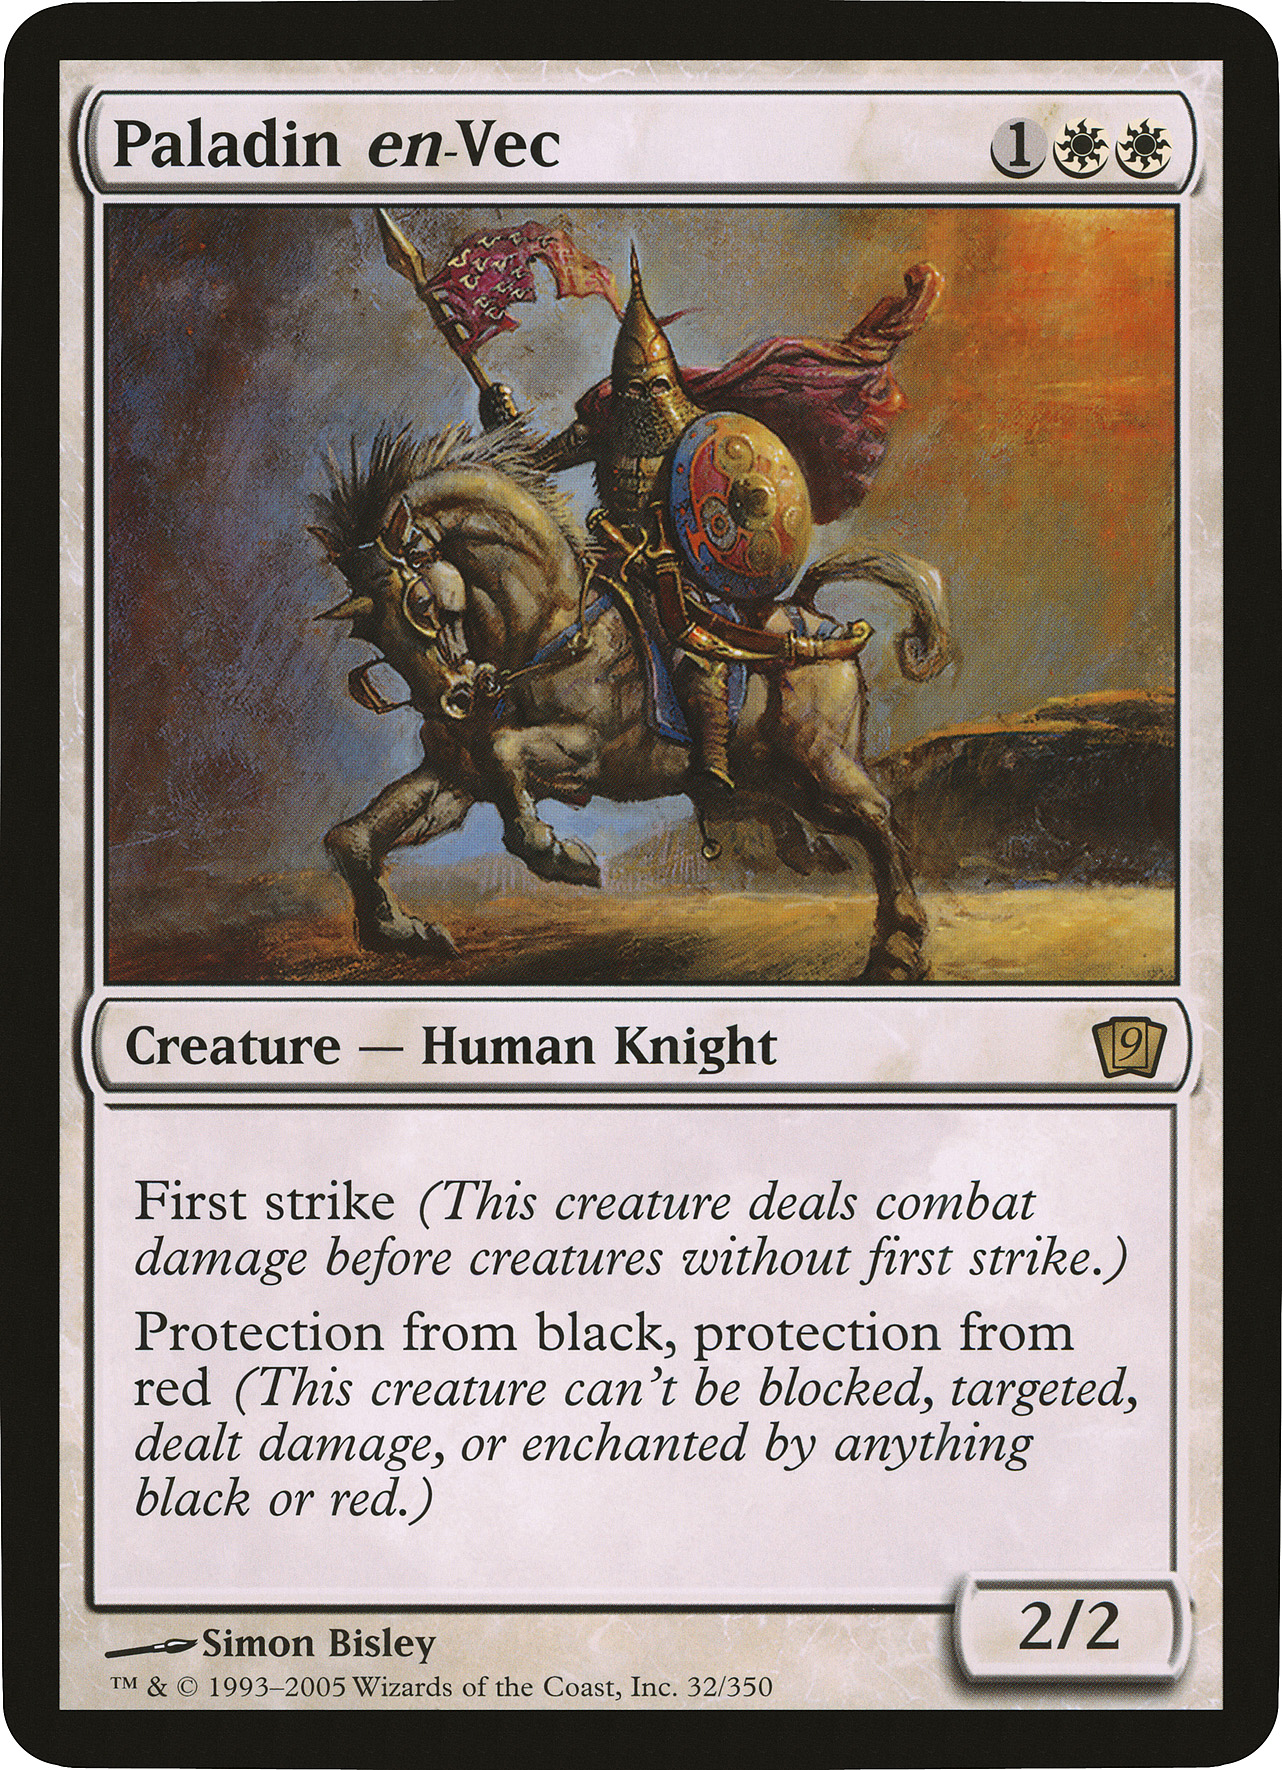 Paladin en-Vec 1
Creature — Human Knight 9
First strike (This creature deals combat
damage before creatures without first strike.)
Protection from black, protection from
red (This creature can't be blocked, targeted,
dealt damage, or enchanted by anything
black or red.)
2/2
Simon Bisley
™ & © 1993–2005 Wizards of the Coast, Inc. 32/350